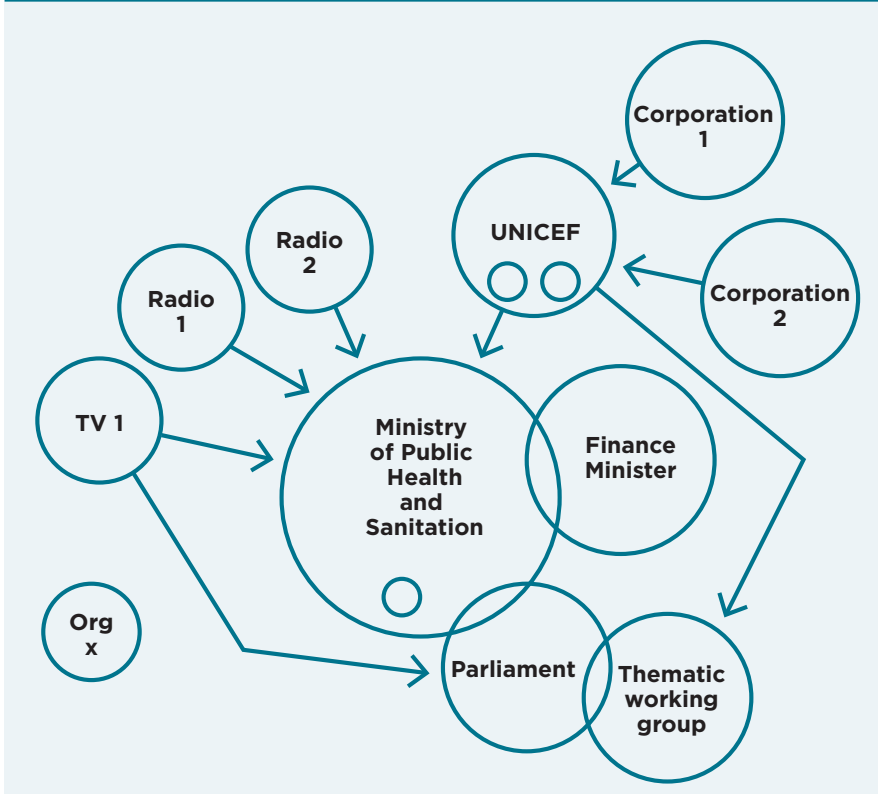 Corporation
1
UNICEF
Radio
2
Corporation
2
Radio
1
TV 1
Ministry
of Public
Health
and
Sanitation
Finance
Minister
Org
x
Parliament
Thematic
working
group